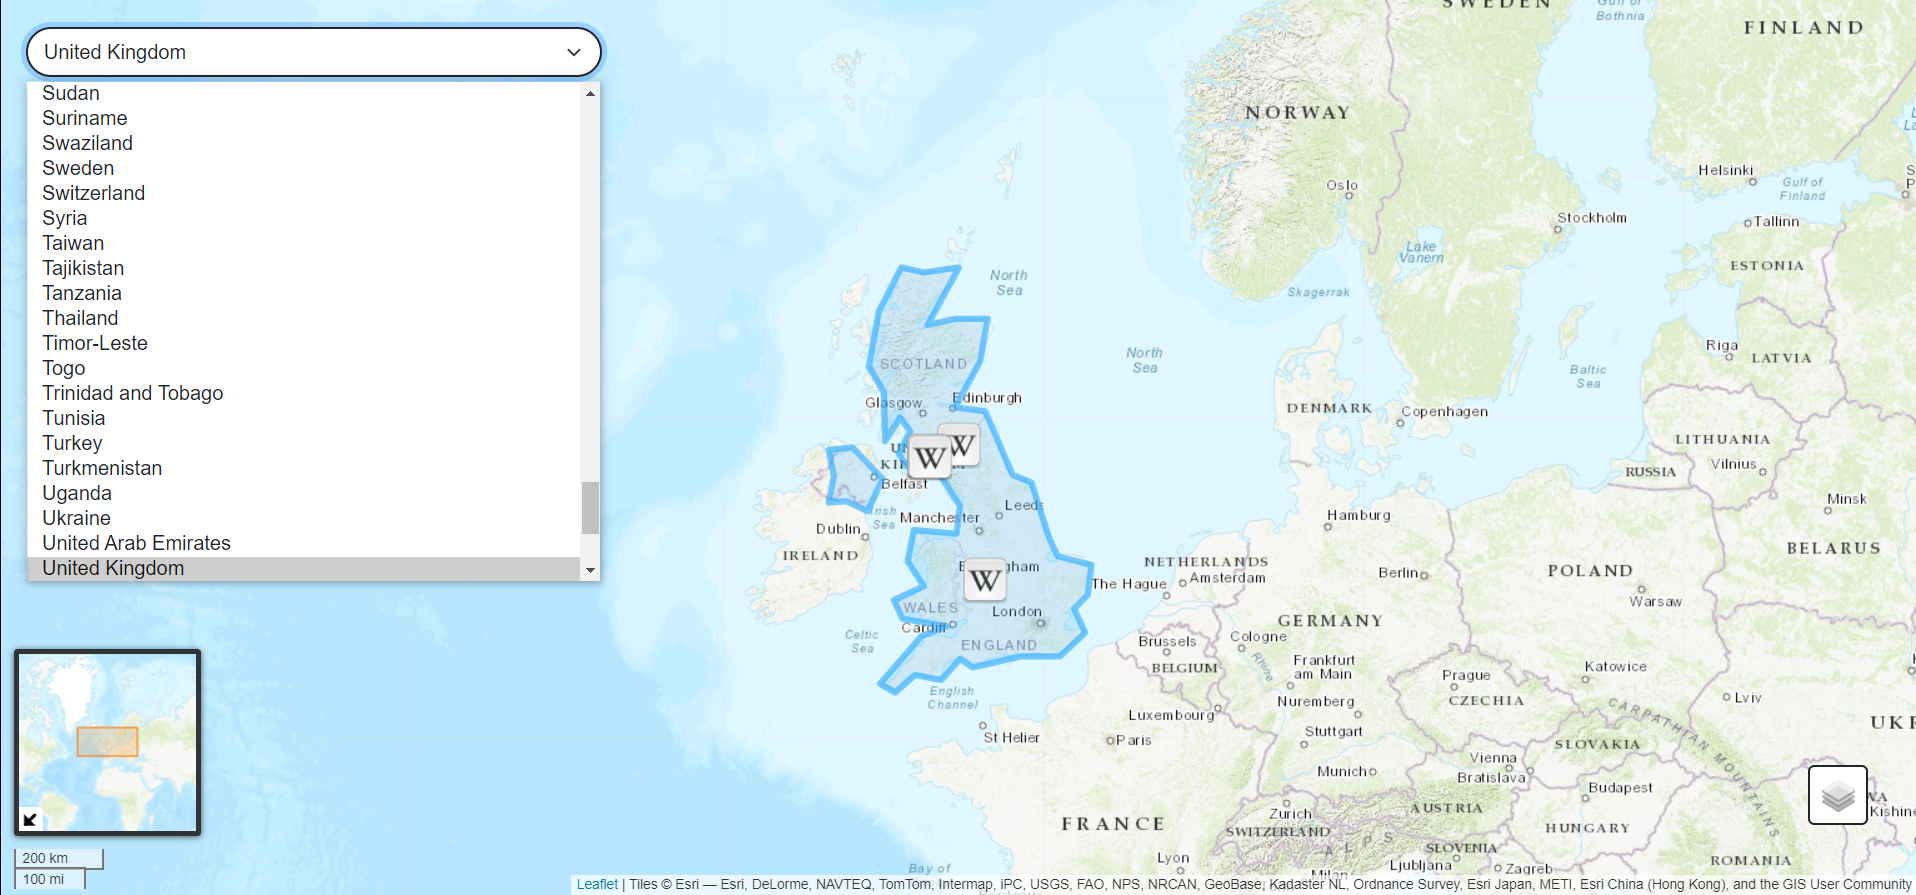 United Kingdom
Sudan
Suriname
Swaziland
Sweden
Switzerland
Syria
Taiwan
Tajikistan
Tanzania
Thailand
Timor-Leste
Togo
Trinidad and Tobago
Tunisia
Turkey
Turkmenistan
Uganda
Ukraine
United Arab Emirates
United Kingdom
200 km
100 mi
SWEDEN
Gulf of
Bothnia
FINLAND
NORWAY
Oslo
Helsinki
Gulf of
Finland
Stockholm
Tallinn
Lake
Vanern
ESTONIA
North
Sea
Skagerrak
North
Sea
Riga
LATVIA
Baltic
Sea
SCOTLAND
Glasgow
Edinburgh
DENMARK
Copenhagen
LITHUANIA
Vilnius
RUSSIA
W
W
Belfast
Irish
Sea
Manchester
Leeds
Dublin
IRELAND
Minsk
Hamburg
BELARUS
NETHERLANDS
The Hague
Amsterdam
Berlin
POLAND
Warsaw
W
WALES
London
Cardiff
ENGLAND
Celtic
Sea
GERMANY
Brussels
Cologne
BELGIUM
Rhine
Frankfurt
am Main
Katowice
Prague
CZECHIA
Nuremberg
Lviv
English
Channel
Luxembourg
St Helier
Paris
Stuttgart
CARPATHIAN MOUNTAINS
SLOVAKIA
Vienna
Bratislava
Munich
Budapest
Zurich
AUSTRIA
FRANCE
SWITZERLAND
ALPS
HUNGARY
Kishine
SLOVENIA
Lyon
Ljubljana
Zagreb
ROMANIA
Bay of
Milan
Leaflet | Tiles © Esri — Esri, DeLorme, NAVTEQ, TomTom, Intermap, iPC, USGS, FAO, NPS, NRCAN, GeoBase, Kadaster NL, Ordnance Survey, Esri Japan, METI, Esri China (Hong Kong), and the GIS User Community